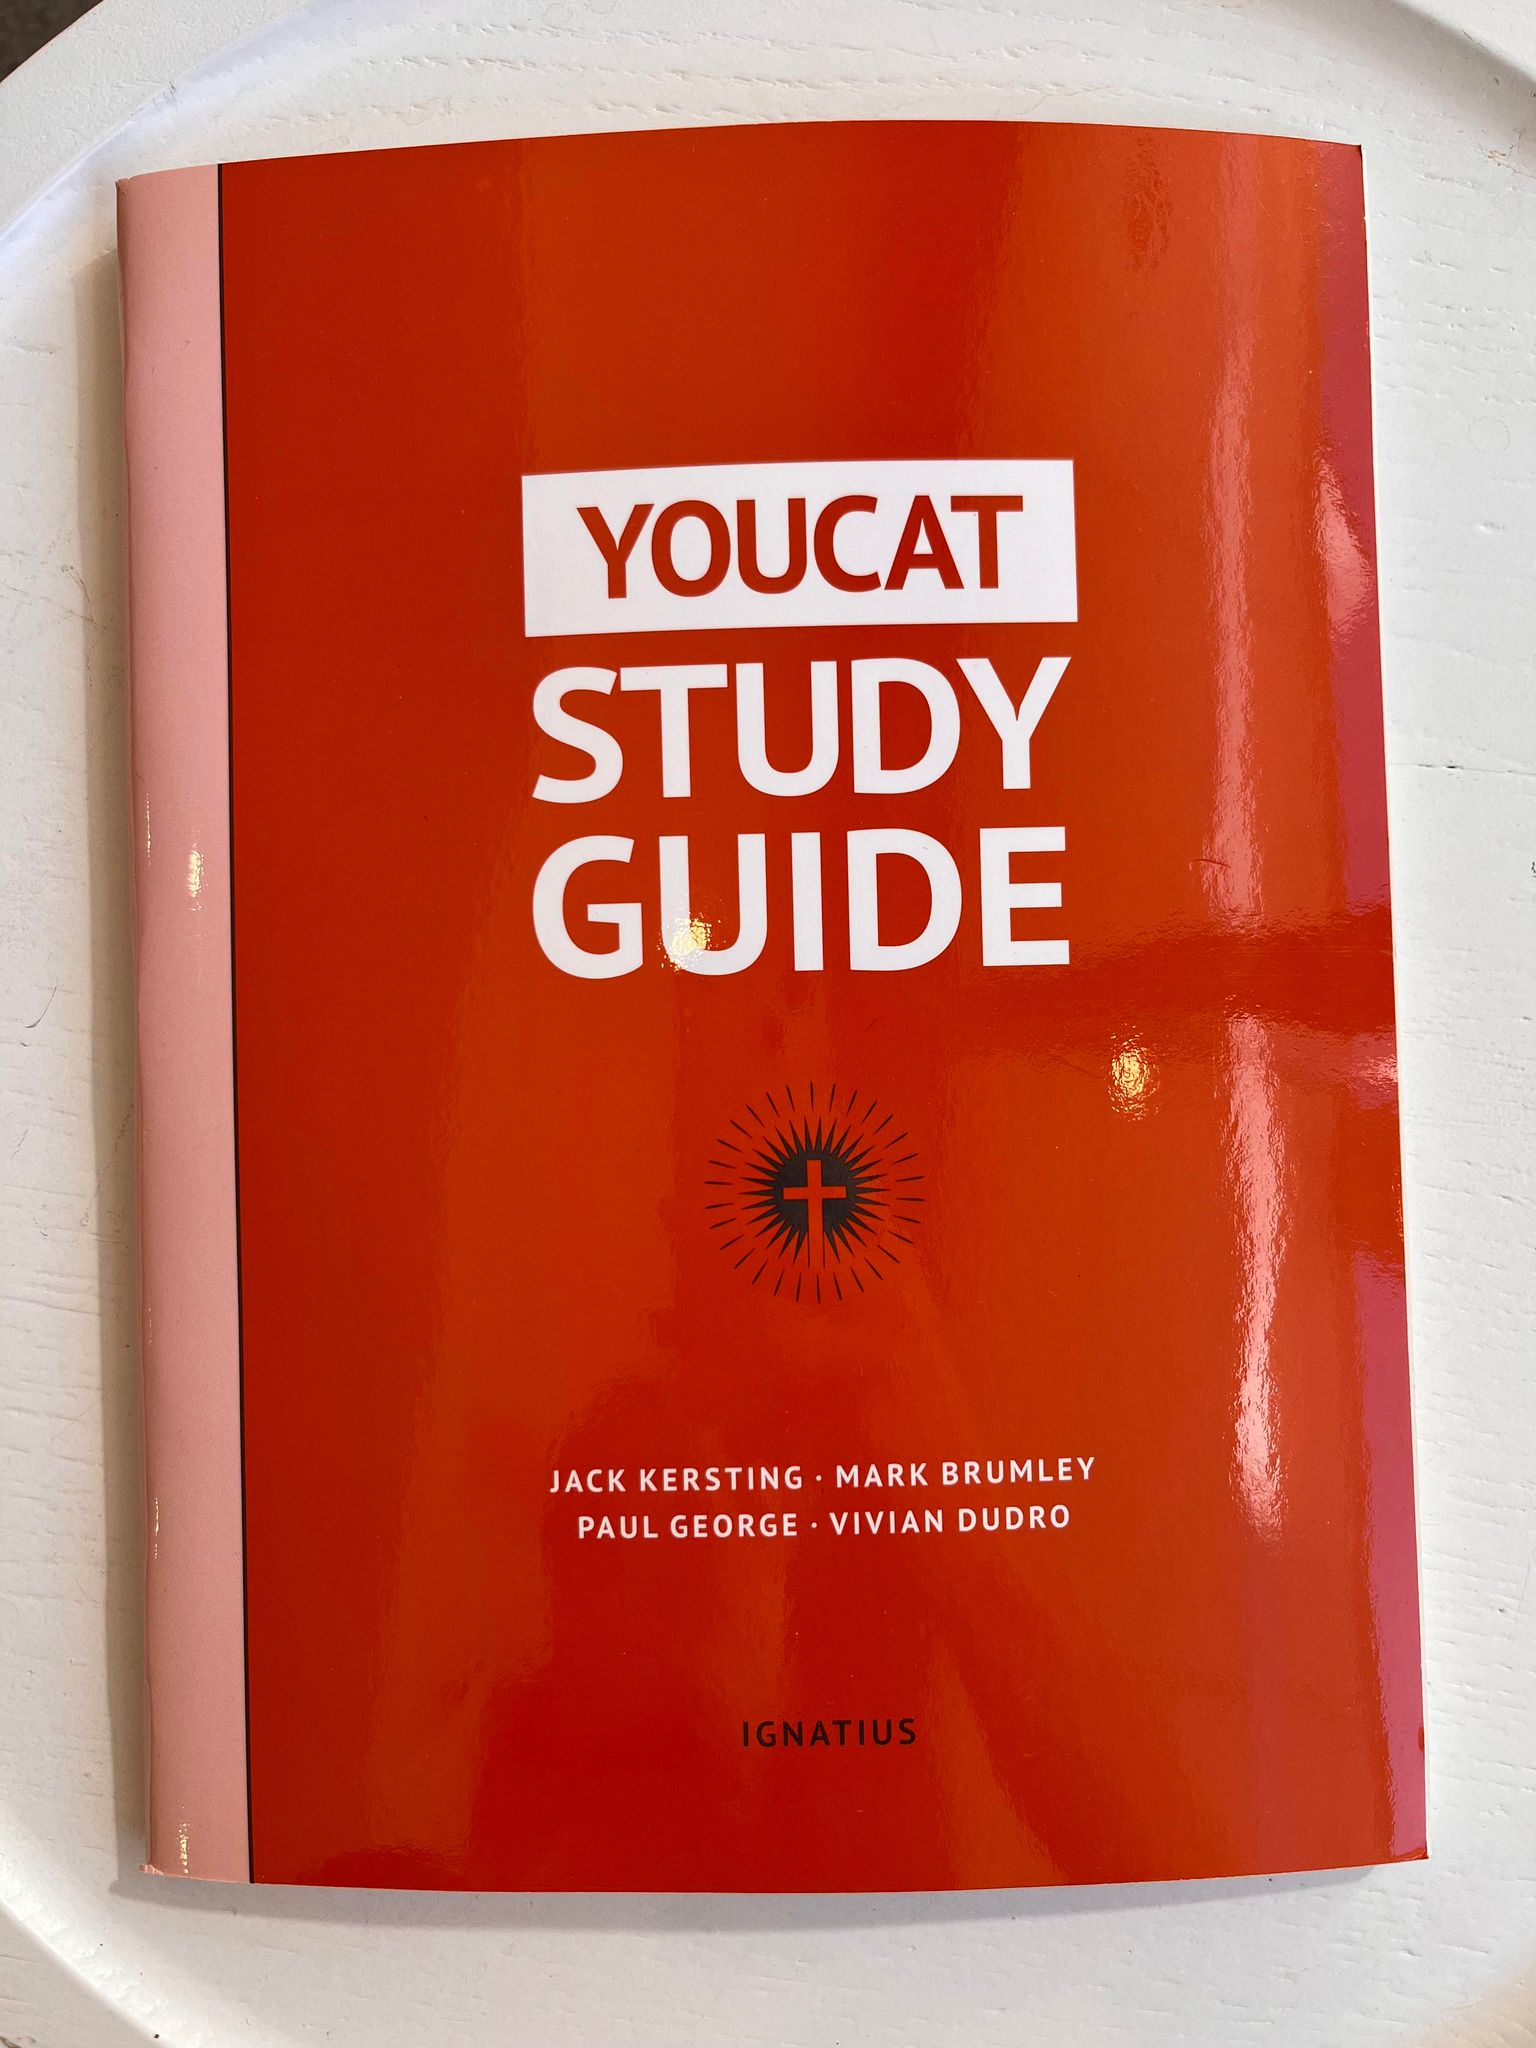 YOUCAT
STUDY
GUIDE
JACK KERSTING · MARK BRUMLEY
PAUL GEORGE · VIVIAN DUDRO
IGNATIUS